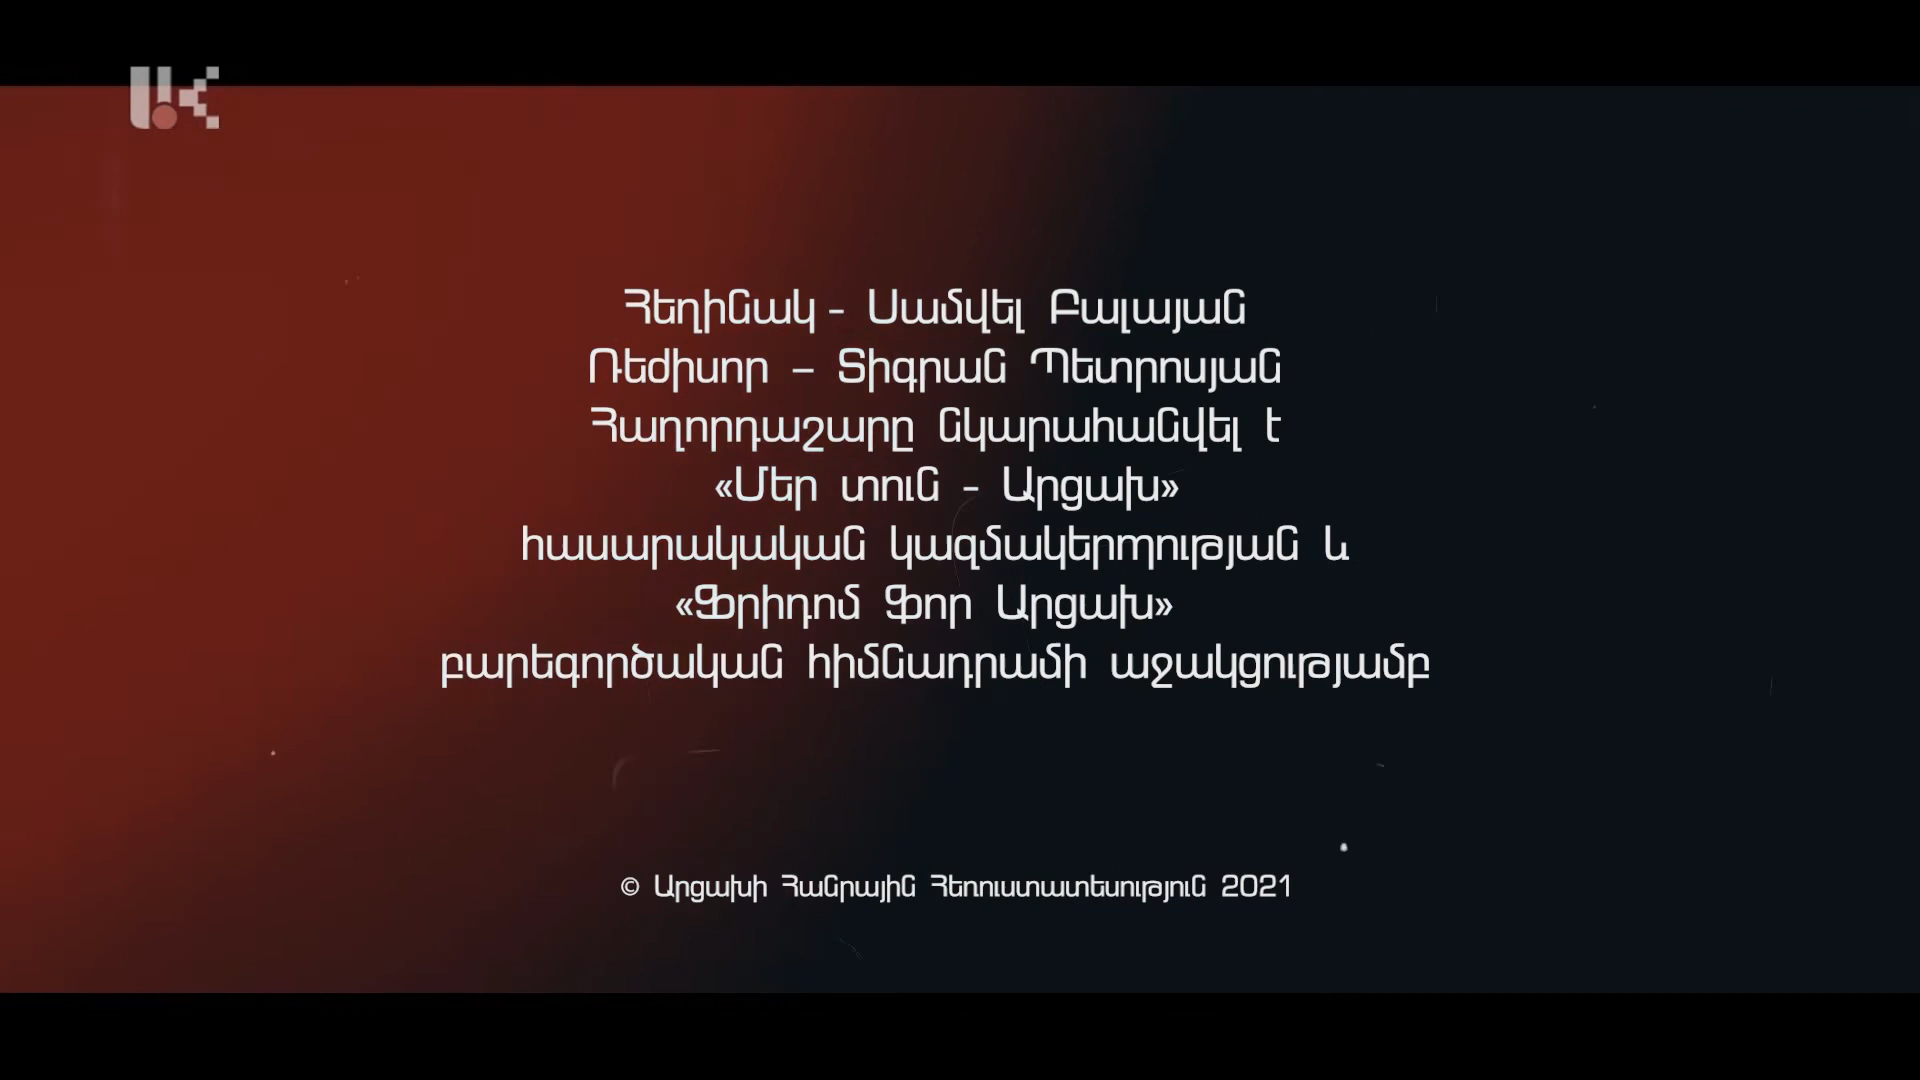 Հեղինակ - Սամվել Բալայան
Ռեժիսոր – Տիգրան Պետրոսյան
Հաղորդաշարը նկարահանվել է
«Մեր տուն - Արցախ»
հասարակական կազմակերպության և
«Ֆրիդոմ ֆոր Արցախ»
բարեգործական հիմնադրամի աջակցությամբ
© Արցախի Հանրային Հեռուստատեսություն 2021